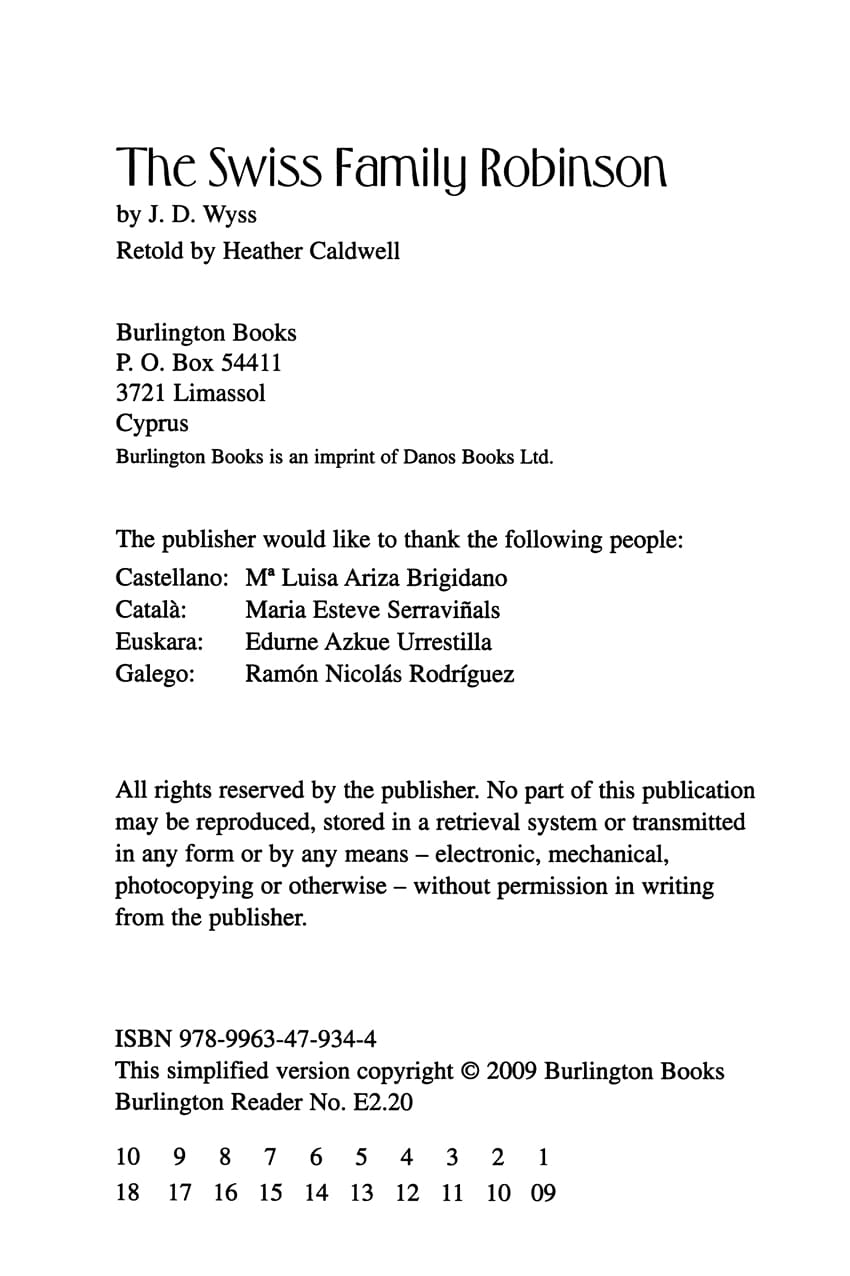 The Swiss Family Robinson
by J. D. Wyss
Retold by Heather Caldwell
Burlington Books
P. O. Box 54411
3721 Limassol
Cyprus
Burlington Books is an imprint of Danos Books Ltd.
The publisher would like to thank the following people:
Castellano: Mª Luisa Ariza Brigidano
Català: Maria Esteve Serraviñals
Euskara: Edurne Azkue Urrestilla
Galego: Ramón Nicolás Rodríguez
All rights reserved by the publisher. No part of this publication
may be reproduced, stored in a retrieval system or transmitted
in any form or by any means – electronic, mechanical,
photocopying or otherwise – without permission in writing
from the publisher.
ISBN 978-9963-47-934-4
This simplified version copyright © 2009 Burlington Books
Burlington Reader No. E2.20
10 9 8 7 6 5 4 3 2 1
18 17 16 15 14 13 12 11 10 09